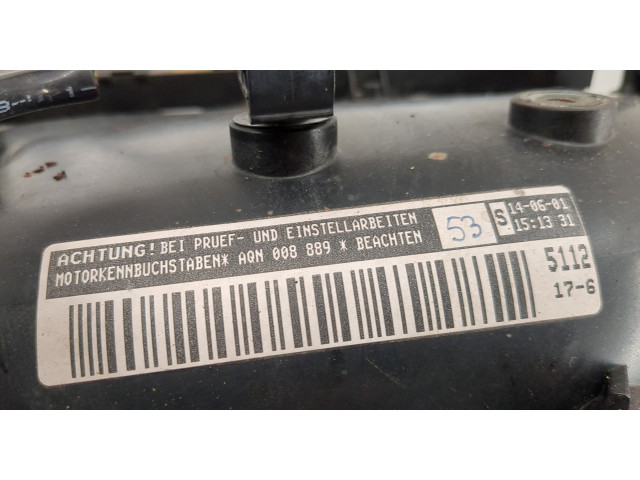 ACHTUNG! BEI PRUEF- UND EINSTELLARBEITEN
MOTORKENNBUCHSTABEN* AQN 008 889 * BEACHTEN
53
S
14-06-01
15:13 31
5112
17-6